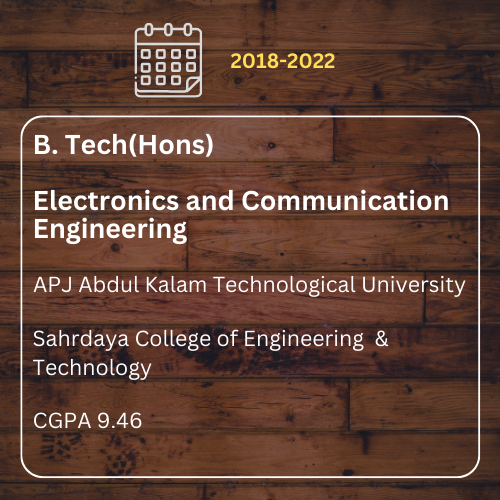 2018-2022
B. Tech(Hons)
Electronics and Communication
Engineering
APJ Abdul Kalam Technological University
Sahrdaya College of Engineering  &
Technology
CGPA 9.46